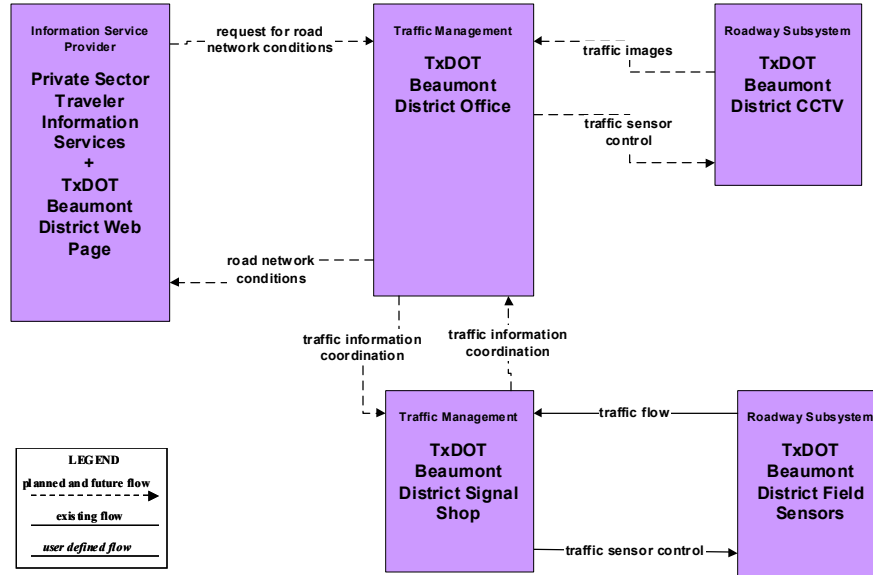 Information Service
Provider
Private Sector
Traveler
Information
Services
+
TxDOT
Beaumont
District Web
Page
request for road
network conditions
Traffic Management
TxDOT
Beaumont
District Office
traffic images
Roadway Subsystem
TxDOT
Beaumont
District CCTV
traffic sensor
control
road network
conditions
traffic information
coordination
traffic information
coordination
Traffic Management
TxDOT
Beaumont
District Signal
Shop
traffic flow
Roadway Subsystem
TxDOT
Beaumont
District Field
Sensors
traffic sensor control
LEGEND
planned and future flow
existing flow
user defined flow